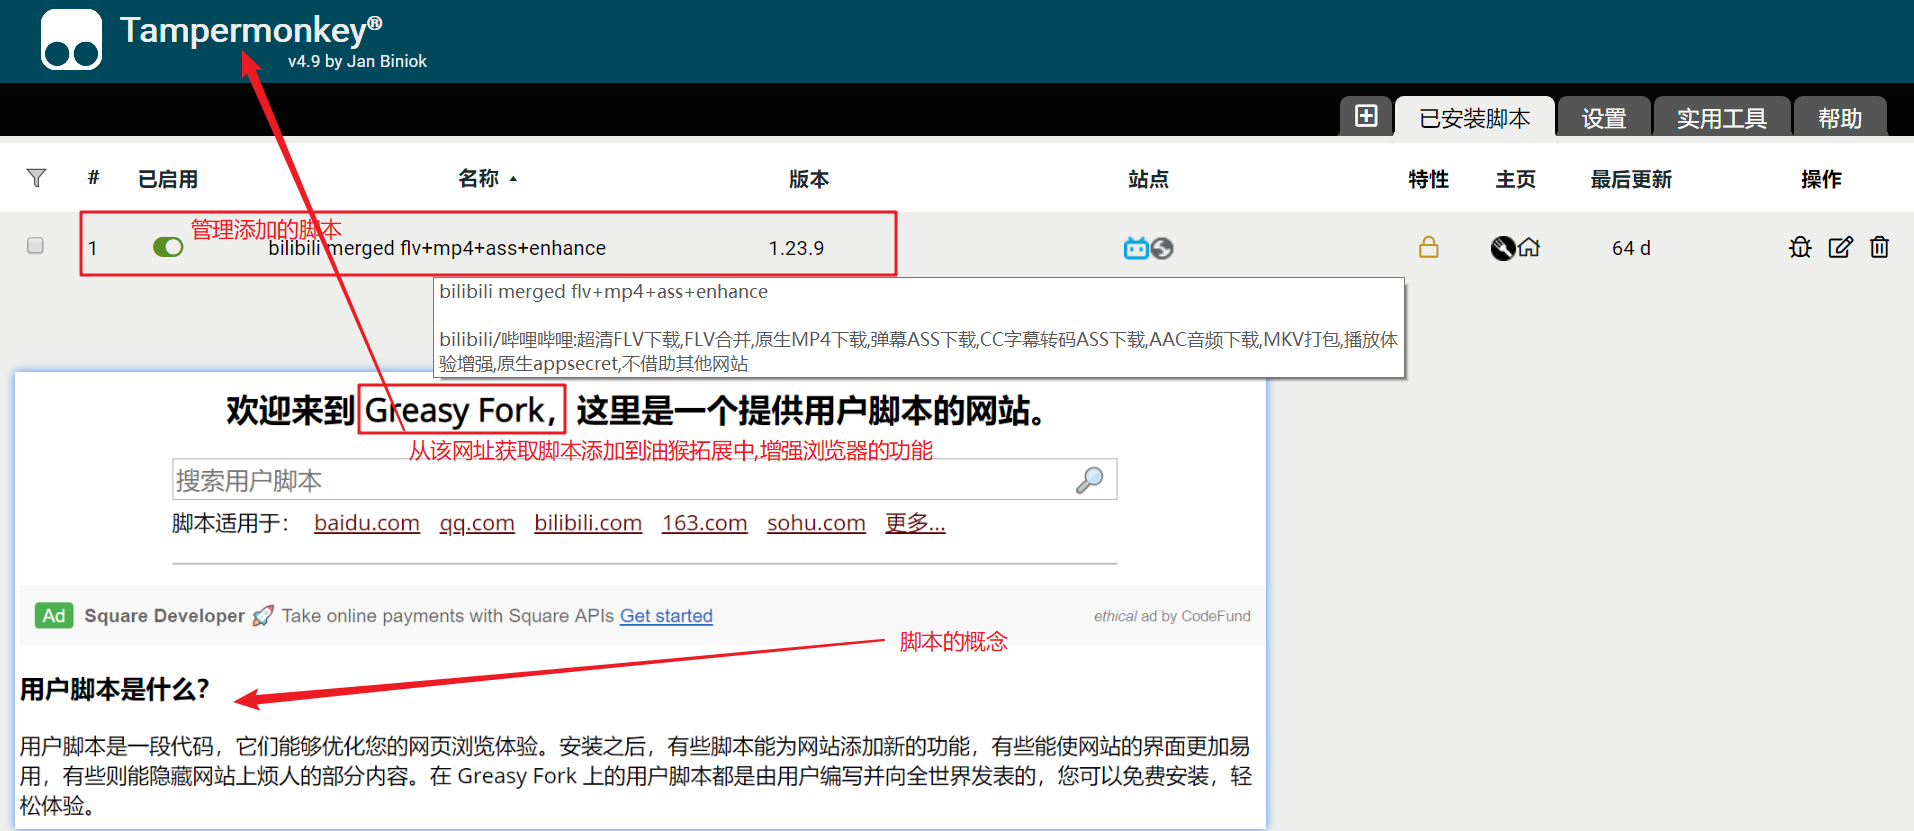 Tampermonkey®
v4.9 by Jan Biniok
已安装脚本 设置 实用工具 帮助
# 已启用 名称 版本 站点 特性 主页 最后更新 操作
管理添加的脚本
1 bilibili merged flv+mp4+ass+enhance 1.23.9 64 d
bilibili merged flv+mp4+ass+enhance
bilibili/哔哩哔哩:超清FLV下载,FLV合并,原生MP4下载,弹幕ASS下载,CC字幕转码ASS下载,AAC音频下载,MKV打包,播放体
验增强,原生appsecret,不借助其他网站
欢迎来到 Greasy Fork，这里是一个提供用户脚本的网站。
从该网址获取脚本添加到油猴拓展中,增强浏览器的功能
搜索用户脚本
脚本适用于： baidu.com qq.com bilibili.com 163.com sohu.com 更多...
Ad Square Developer 🚀 Take online payments with Square APIs Get started ethical ad by CodeFund
脚本的概念
用户脚本是什么？
用户脚本是一段代码，它们能够优化您的网页浏览体验。安装之后，有些脚本能为网站添加新的功能，有些能使网站的界面更加易
用，有些则能隐藏网站上烦人的部分内容。在 Greasy Fork 上的用户脚本都是由用户编写并向全世界发表的，您可以免费安装，轻
松体验。